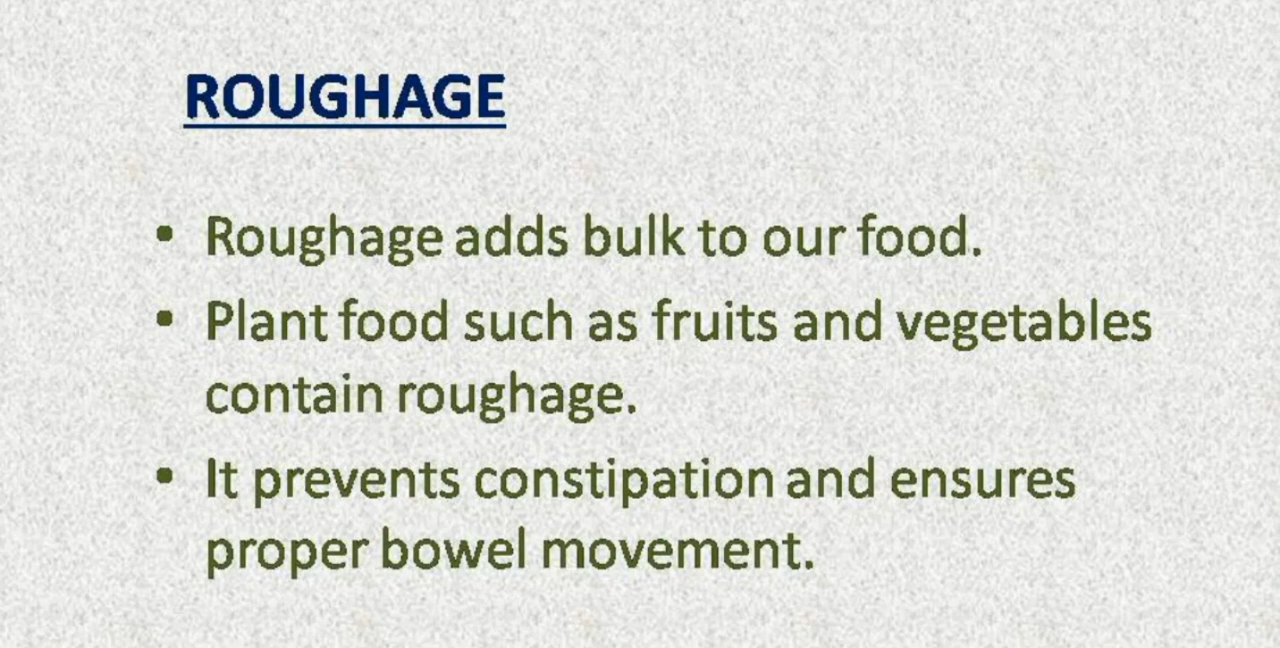 ROUGHAGE
• Roughage adds bulk to our food.
• Plant food such as fruits and vegetables
contain roughage.
• It prevents constipation and ensures
proper bowel movement.